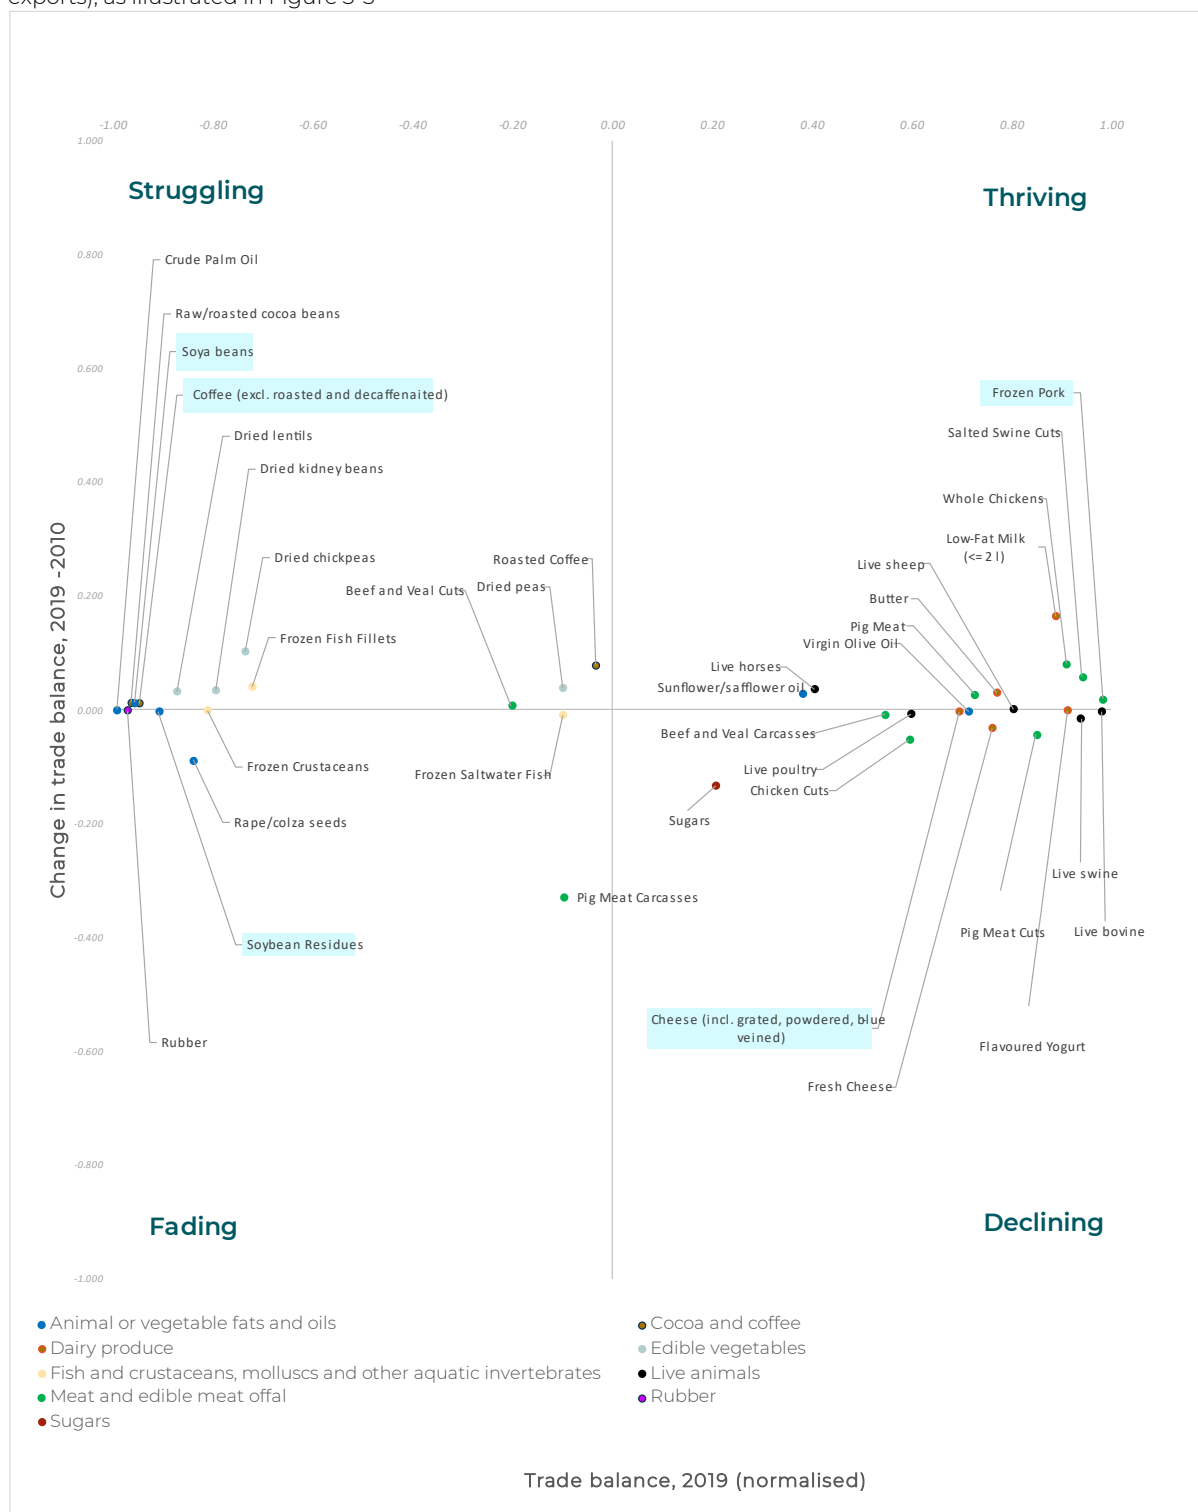 exports), as illustrated in Figure 3-3
-1.00 -0.80 -0.60 -0.40 -0.20 0.00 0.20 0.40 0.60 0.80 1.00
1.000
Struggling
Thriving
0.800
Crude Palm Oil
Raw/roasted cocoa beans
Soya beans
0.600
Coffee (excl. roasted and decaffenaited)
Frozen Pork
Dried lentils
Salted Swine Cuts
Dried kidney beans
0.400
Whole Chickens
Low-Fat Milk
(<= 2 l)
Dried chickpeas
Roasted Coffee
Live sheep
Beef and Veal Cuts
Dried peas
0.200
Butter
Pig Meat
Frozen Fish Fillets
Virgin Olive Oil
Live horses
Sunflower/safflower oil
0.000
Beef and Veal Carcasses
Frozen Crustaceans
Frozen Saltwater Fish
Live poultry
Chicken Cuts
Rape/colza seeds
-0.200
Sugars
Live swine
Pig Meat Carcasses
Pig Meat Cuts
Live bovine
-0.400
Soybean Residues
Cheese (incl. grated, powdered, blue
veined)
Rubber
-0.600
Flavoured Yogurt
Fresh Cheese
-0.800
Fading
Declining
-1.000
Change in trade balance, 2019 -2010
Animal or vegetable fats and oils
Cocoa and coffee
Dairy produce
Edible vegetables
Fish and crustaceans, molluscs and other aquatic invertebrates
Live animals
Meat and edible meat offal
Rubber
Sugars
Trade balance, 2019 (normalised)